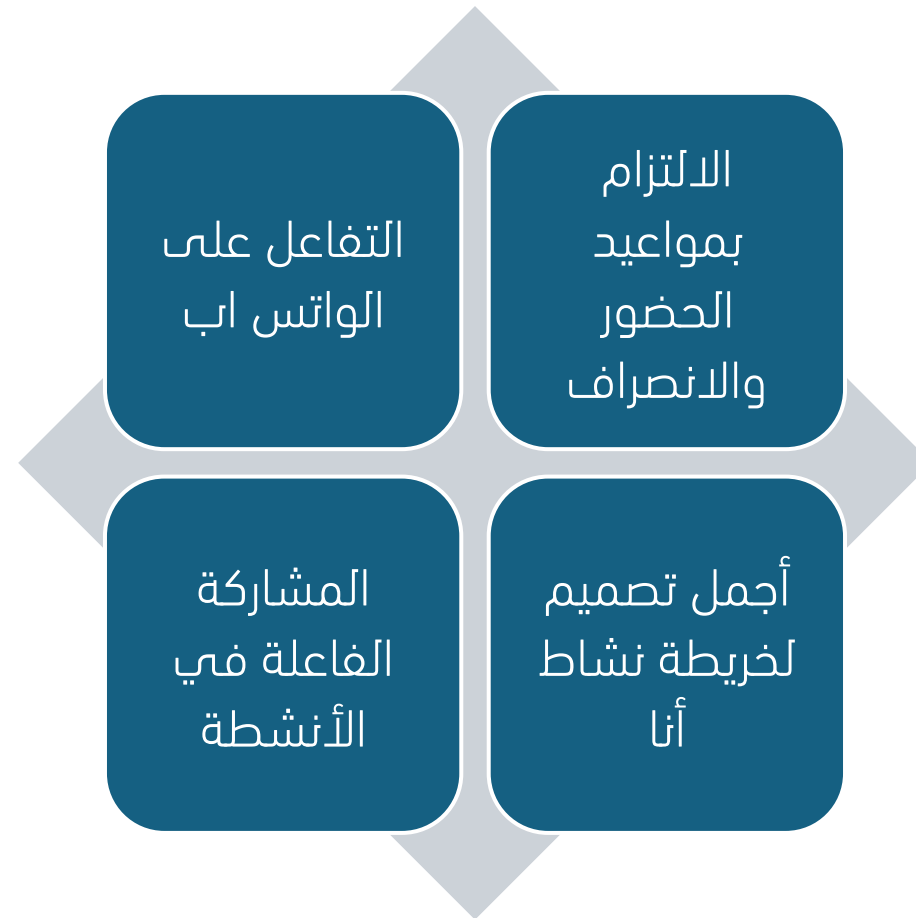 الالتزام
بمواعيد
الحضور
والانصراف
التفاعل على
الواتس اب
أجمل تصميم
لخريطة نشاط
أنا
المشاركة
الفاعلة في
الأنشطة